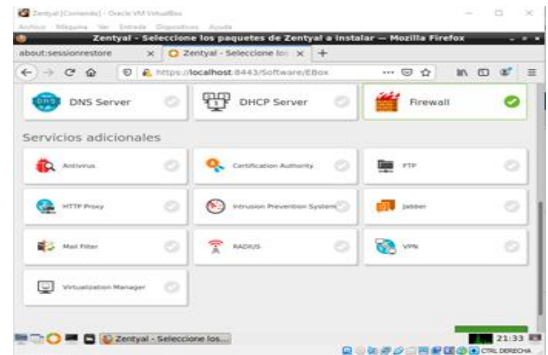 Zentyal [Corriendo] - Oracle VM VirtualBox
Archivo Máquina Ver Entrada Dispositivos Ayuda
Zentyal - Seleccione los paquetes de Zentyal a instalar — Mozilla Firefox
about:sessionrestore
Zentyal - Seleccione los
https://localhost:8443/Software/EBox
DNS
DNS Server
DHCP Server
Firewall
Servicios adicionales
Antivirus
Certification Authority
FTP
HTTP Proxy
Intrusion Prevention System
Jabber
Mail Filter
RADIUS
VPN
Virtualization Manager
Zentyal - Seleccione los...
21:33
CTRL DERECHA